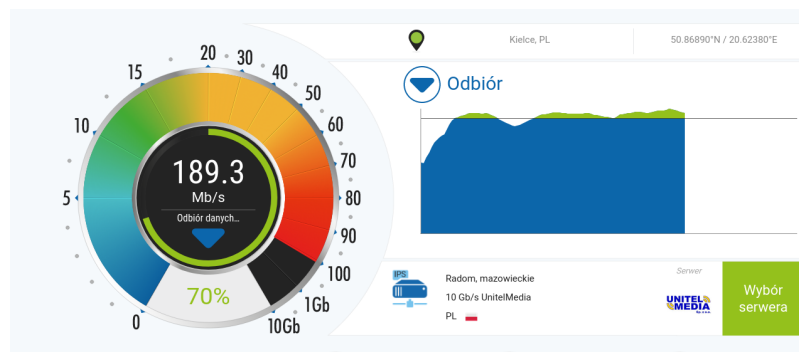 Kielce, PL
50.86890°N / 20.62380°E
Odbiór
0
5
10
15
20
30
40
50
60
70
80
90
100
1Gb
10Gb
189.3
Mb/s
Odbiór danych...
70%
IPS
Radom, mazowieckie
10 Gb/s UnitelMedia
PL
Serwer
UNITEL
MEDIA
Wybór
serwera